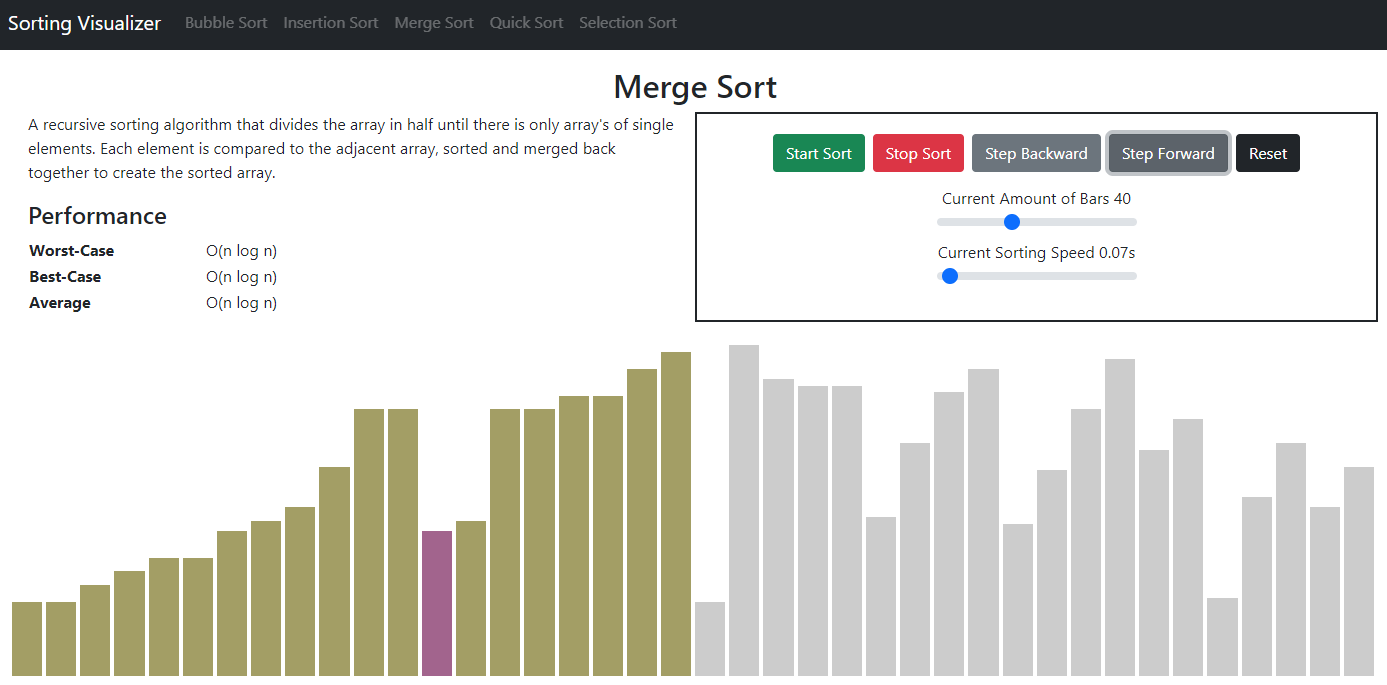 Sorting Visualizer Bubble Sort Insertion Sort Merge Sort Quick Sort Selection Sort
Merge Sort
A recursive sorting algorithm that divides the array in half until there is only array's of single
elements. Each element is compared to the adjacent array, sorted and merged back
together to create the sorted array.
Performance
Worst-Case O(n log n)
Best-Case O(n log n)
Average O(n log n)
Start Sort Stop Sort Step Backward Step Forward Reset
Current Amount of Bars 40
Current Sorting Speed 0.07s